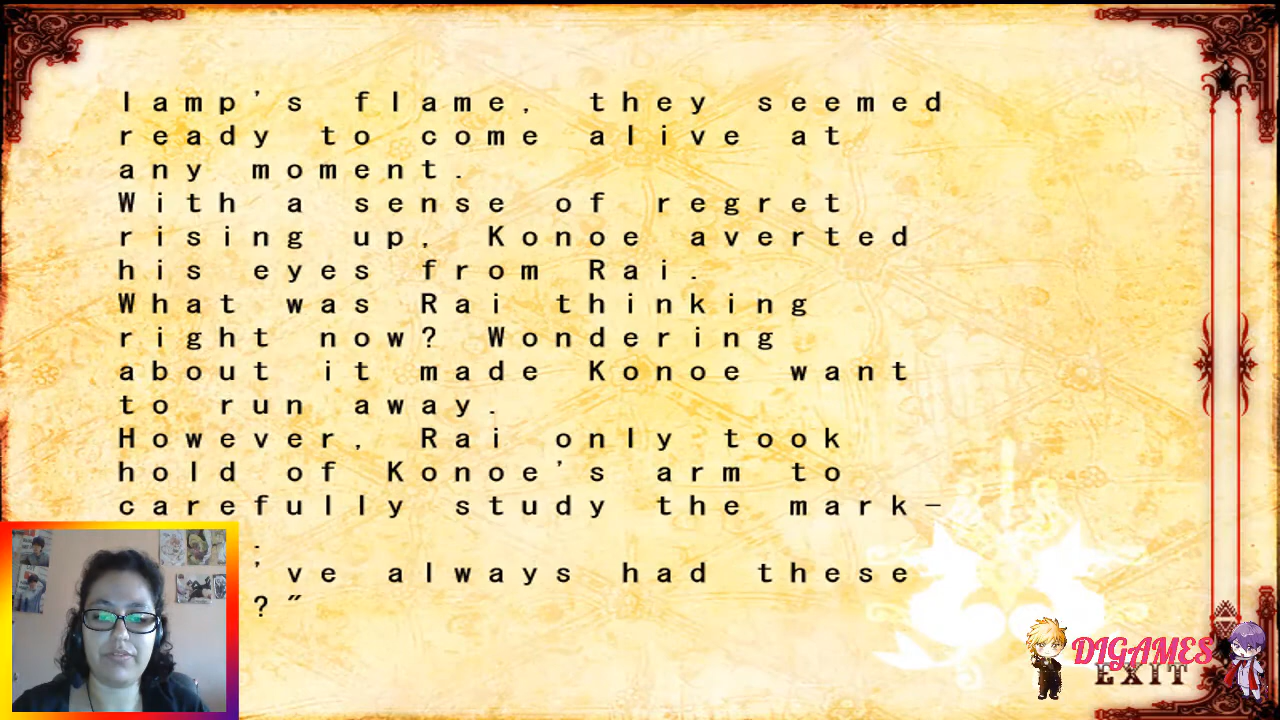 lamp's flame, they seemed
ready to come alive at
any moment.
With a sense of regret
rising up, Konoe averted
his eyes from Rai.
What was Rai thinking
right now? Wondering
about it made Konoe want
to run away.
However, Rai only took
hold of Konoe's arm to
carefully study the mark-
.
've always had these
?"
DIGAMES
EXIT